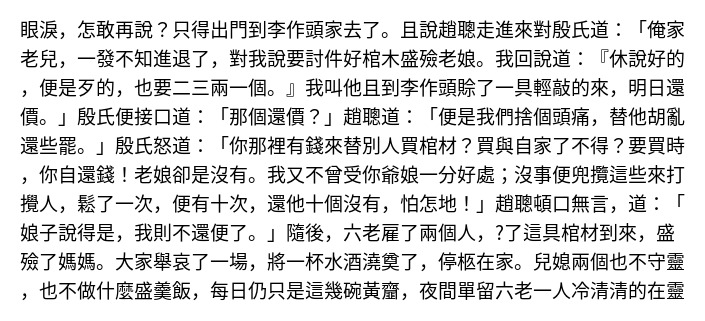 眼淚，怎敢再說？只得出門到李作頭家去了。且說趙聰走進來對殷氏道：「俺家
老兒，一發不知進退了，對我說要討件好棺木盛殮老娘。我回說道：『休說好的
，便是歹的，也要二三兩一個。』我叫他且到李作頭賒了一具輕敲的來，明日還
價。」殷氏便接口道：「那個還價？」趙聰道：「便是我們捨個頭痛，替他胡亂
還些罷。」殷氏怒道：「你那裡有錢來替別人買棺材？買與自家了不得？要買時
，你自還錢！老娘卻是沒有。我又不曾受你爺娘一分好處；沒事便兜攬這些來打
攪人，鬆了一次，便有十次，還他十個沒有，怕怎地！」趙聰頓口無言，道：「
娘子說得是，我則不還便了。」隨後，六老雇了兩個人，?了這具棺材到來，盛
殮了媽媽。大家舉哀了一場，將一杯水酒澆奠了，停柩在家。兒媳兩個也不守靈
，也不做什麼盛羹飯，每日仍只是這幾碗黃齏，夜間單留六老一人冷清清的在靈